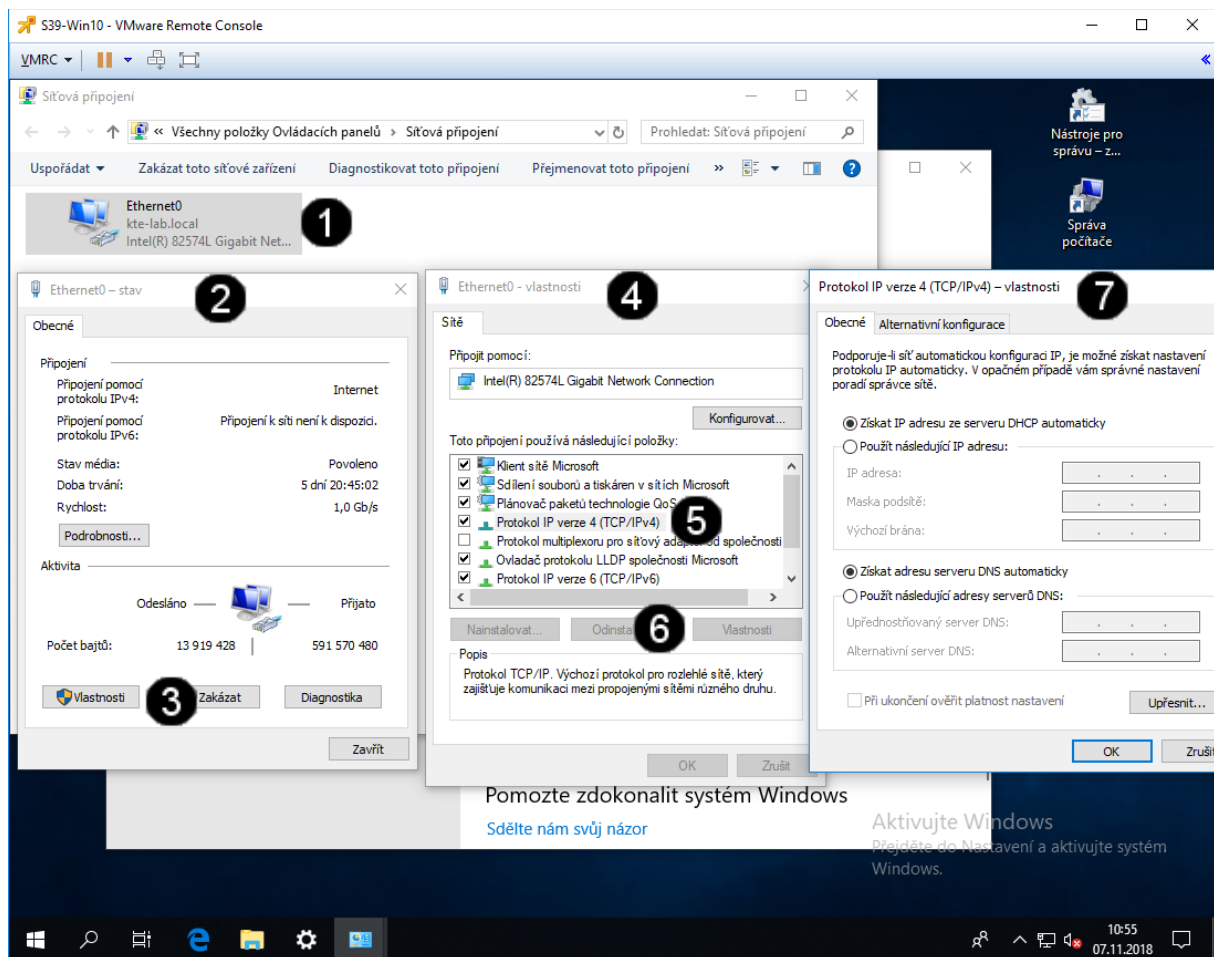 S39-Win10 - VMware Remote Console
VMRC
Síťová připojení
Všechny položky Ovládacích panelů › Síťová připojení
Prohledat: Síťová připojení
Uspořádat
Zakázat toto síťové zařízení
Diagnostikovat toto připojení
Přejmenovat toto připojení
»
Ethernet0
kte-lab.local
Intel(R) 82574L Gigabit Net...
1
Nástroje pro
správu – z...
Správa
počítače
Ethernet0 – stav
2
Obecné
Připojení
Připojení pomocí
protokolu IPv4:
Internet
Připojení pomocí
protokolu IPv6:
Připojení k síti není k dispozici.
Stav média:
Povoleno
Doba trvání:
5 dní 20:45:02
Rychlost:
1,0 Gb/s
Podrobnosti...
Aktivita
Odesláno
Přijato
Počet bajtů:
13 919 428
591 570 480
Vlastnosti
3
Zakázat
Diagnostika
Zavřít
Ethernet0 - vlastnosti
4
Sítě
Připojit pomocí:
Intel(R) 82574L Gigabit Network Connection
Konfigurovat...
Toto připojení používá následující položky:
Klient sítě Microsoft
Sdílení souborů a tiskáren v sítích Microsoft
Plánovač paketů technologie QoS
Protokol IP verze 4 (TCP/IPv4)
5
Protokol multiplexoru pro síťový adaptér od společnosti
Ovladač protokolu LLDP společnosti Microsoft
Protokol IP verze 6 (TCP/IPv6)
Nainstalovat...
Odinsta
6
Vlastnosti
Popis
Protokol TCP/IP. Výchozí protokol pro rozlehlé sítě, který
zajišťuje komunikaci mezi propojenými sítěmi různého druhu.
OK
Zrušit
Protokol IP verze 4 (TCP/IPv4) – vlastnosti
7
Obecné
Alternativní konfigurace
Podporuje-li síť automatickou konfiguraci IP, je možné získat nastavení
protokolu IP automaticky. V opačném případě vám správné nastavení
poradí správce sítě.
Získat IP adresu ze serveru DHCP automaticky
Použít následující IP adresu:
IP adresa:
Maska podsítě:
Výchozí brána:
Získat adresu serveru DNS automaticky
Použít následující adresy serverů DNS:
Upřednostňovaný server DNS:
Alternativní server DNS:
Při ukončení ověřit platnost nastavení
Upřesnit...
OK
Zrušit
Pomozte zdokonalit systém Windows
Sdělte nám svůj názor
Aktivujte Windows
Přejděte do Nastavení a aktivujte systém
Windows.
10:55
07.11.2018